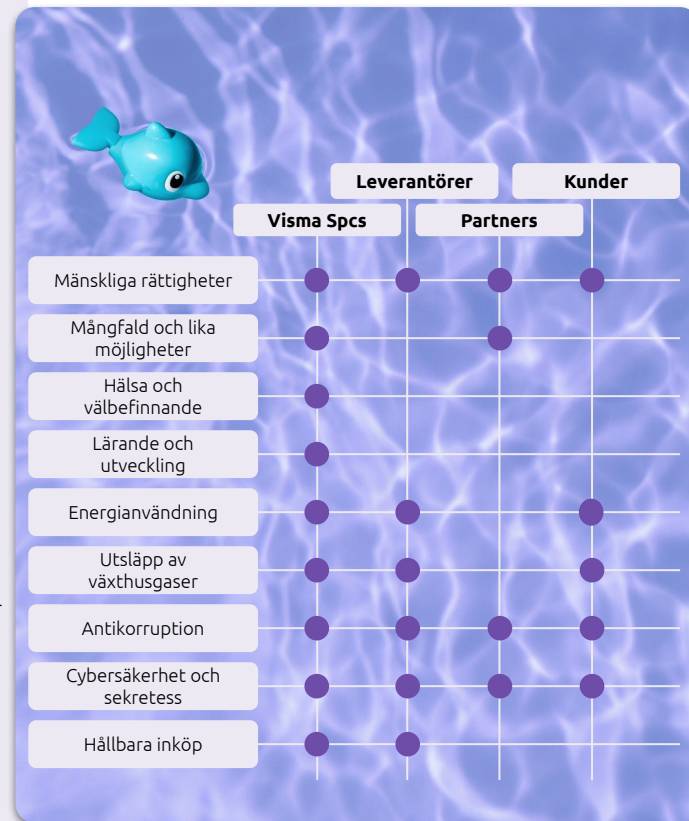 Leverantörer
Kunder
Visma Spcs
Partners
Mänskliga rättigheter
Mångfald och lika
möjligheter
Hälsa och
välbefinnande
Lärande och
utveckling
Energianvändning
Utsläpp av
växthusgaser
Antikorruption
Cybersäkerhet och
sekretess
Hållbara inköp